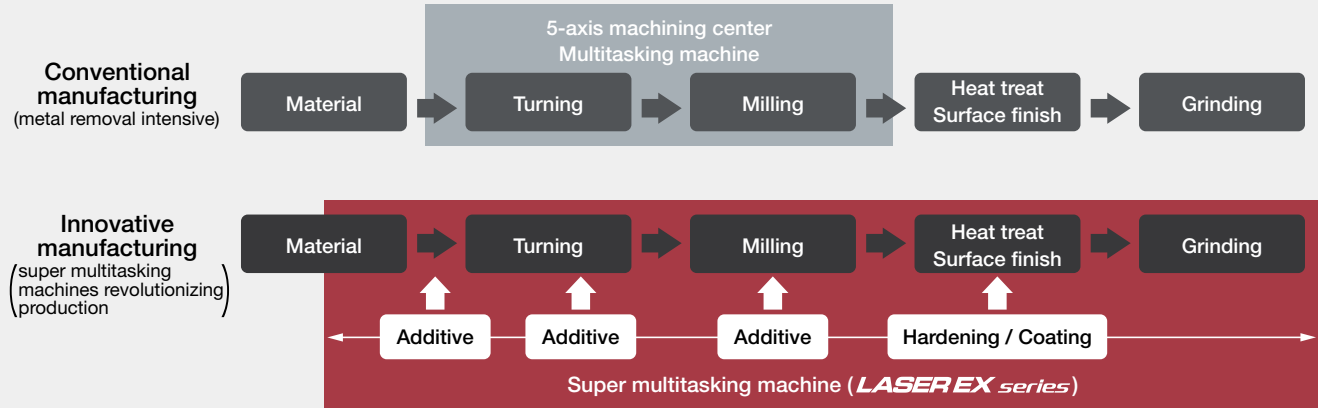 5-axis machining center
Multitasking machine
Conventional
manufacturing
(metal removal intensive)
Material
Turning
Milling
Heat treat
Surface finish
Grinding
Innovative
manufacturing
(super multitasking
machines revolutionizing
production)
Material
Turning
Milling
Heat treat
Surface finish
Grinding
Additive
Additive
Additive
Hardening / Coating
Super multitasking machine (LASER EX series)